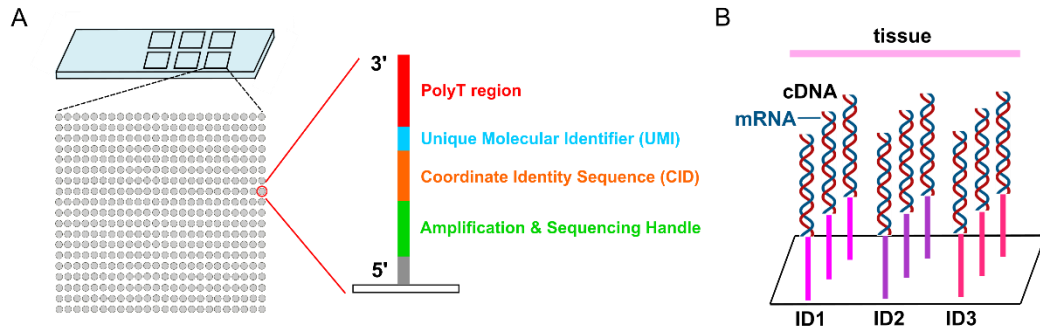 A
3'
PolyT region
Unique Molecular Identifier (UMI)
Coordinate Identity Sequence (CID)
Amplification & Sequencing Handle
5'
B
tissue
cDNA
mRNA
ID1
ID2
ID3